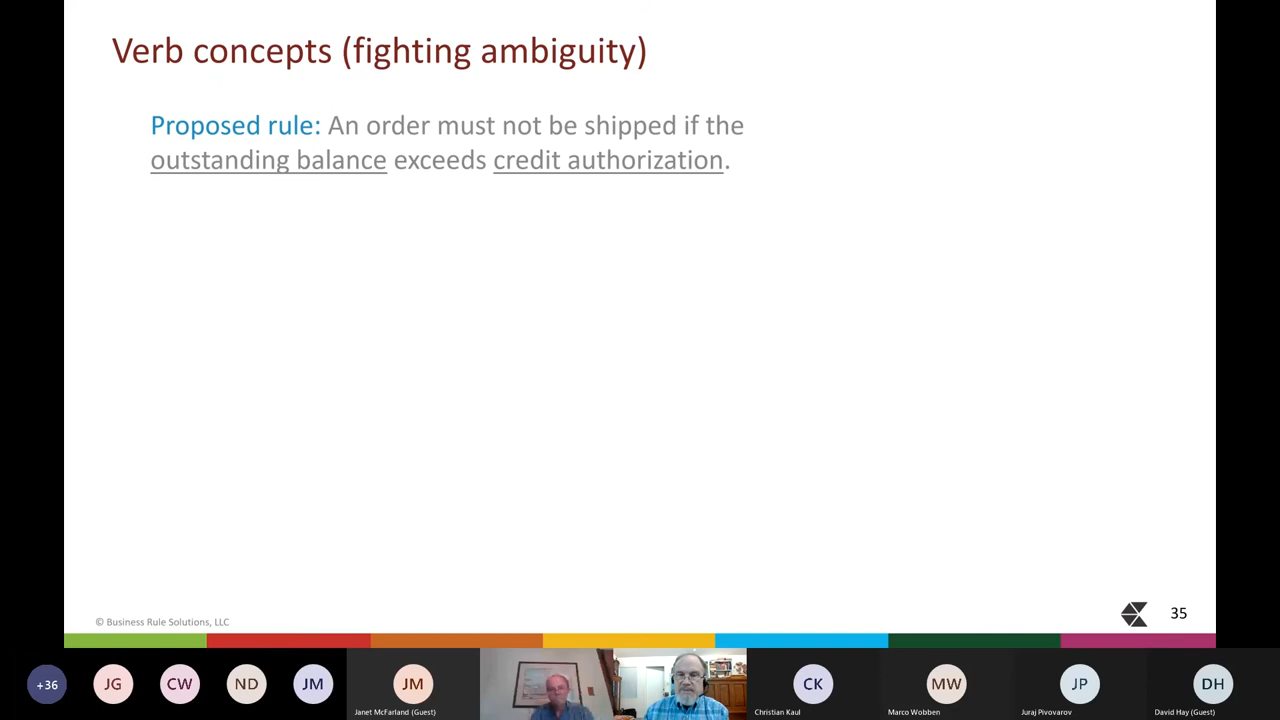 Verb concepts (fighting ambiguity)
Proposed rule: An order must not be shipped if the
outstanding balance exceeds credit authorization.
© Business Rule Solutions, LLC
35
+36
JG
CW
ND
JM
JM
Janet McFarland (Guest)
CK
Christian Kaul
MW
Marco Wobben
JP
Juraj Pivovarov
DH
David Hay (Guest)